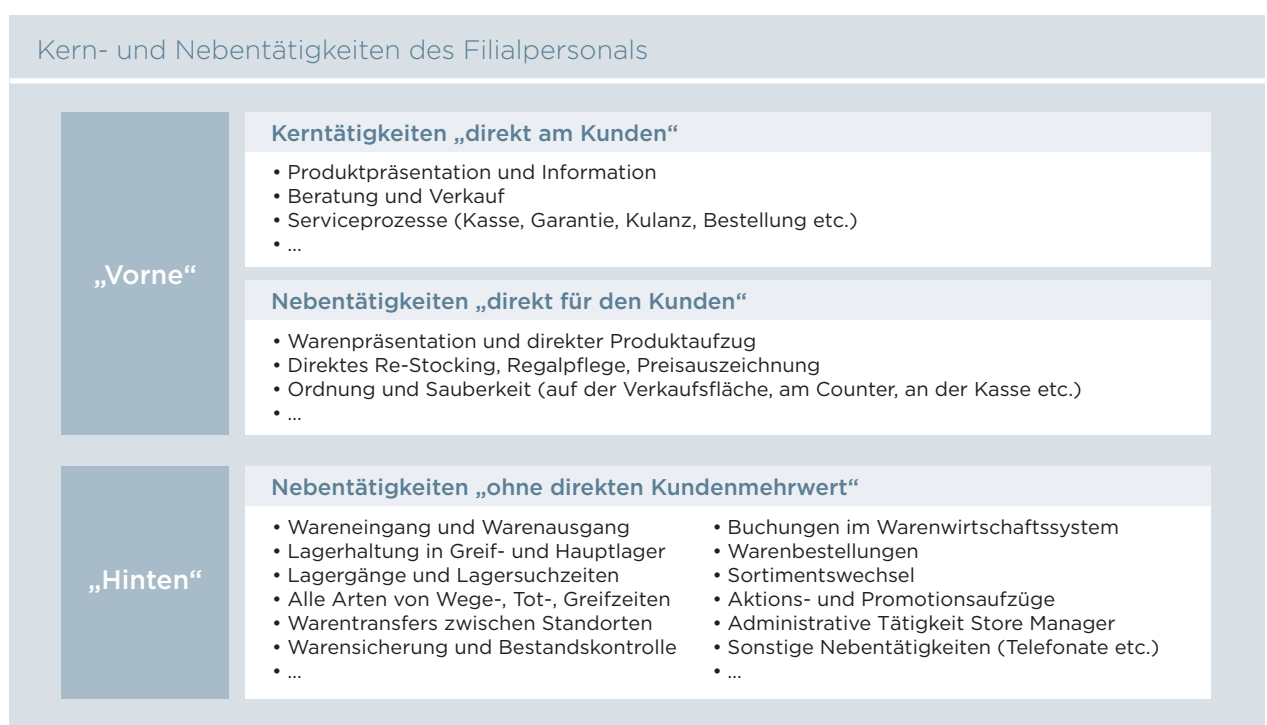 Kern- und Nebentätigkeiten des Filialpersonals
„Vorne“
Kerntätigkeiten „direkt am Kunden“
• Produktpräsentation und Information
• Beratung und Verkauf
• Serviceprozesse (Kasse, Garantie, Kulanz, Bestellung etc.)
• ...
Nebentätigkeiten „direkt für den Kunden“
• Warenpräsentation und direkter Produktaufzug
• Direktes Re-Stocking, Regalpflege, Preisauszeichnung
• Ordnung und Sauberkeit (auf der Verkaufsfläche, am Counter, an der Kasse etc.)
• ...
„Hinten“
Nebentätigkeiten „ohne direkten Kundenmehrwert“
• Wareneingang und Warenausgang
• Lagerhaltung in Greif- und Hauptlager
• Lagergänge und Lagersuchzeiten
• Alle Arten von Wege-, Tot-, Greifzeiten
• Warentransfers zwischen Standorten
• Warensicherung und Bestandskontrolle
• ...
• Buchungen im Warenwirtschaftssystem
• Warenbestellungen
• Sortimentswechsel
• Aktions- und Promotionsaufzüge
• Administrative Tätigkeit Store Manager
• Sonstige Nebentätigkeiten (Telefonate etc.)
• ...